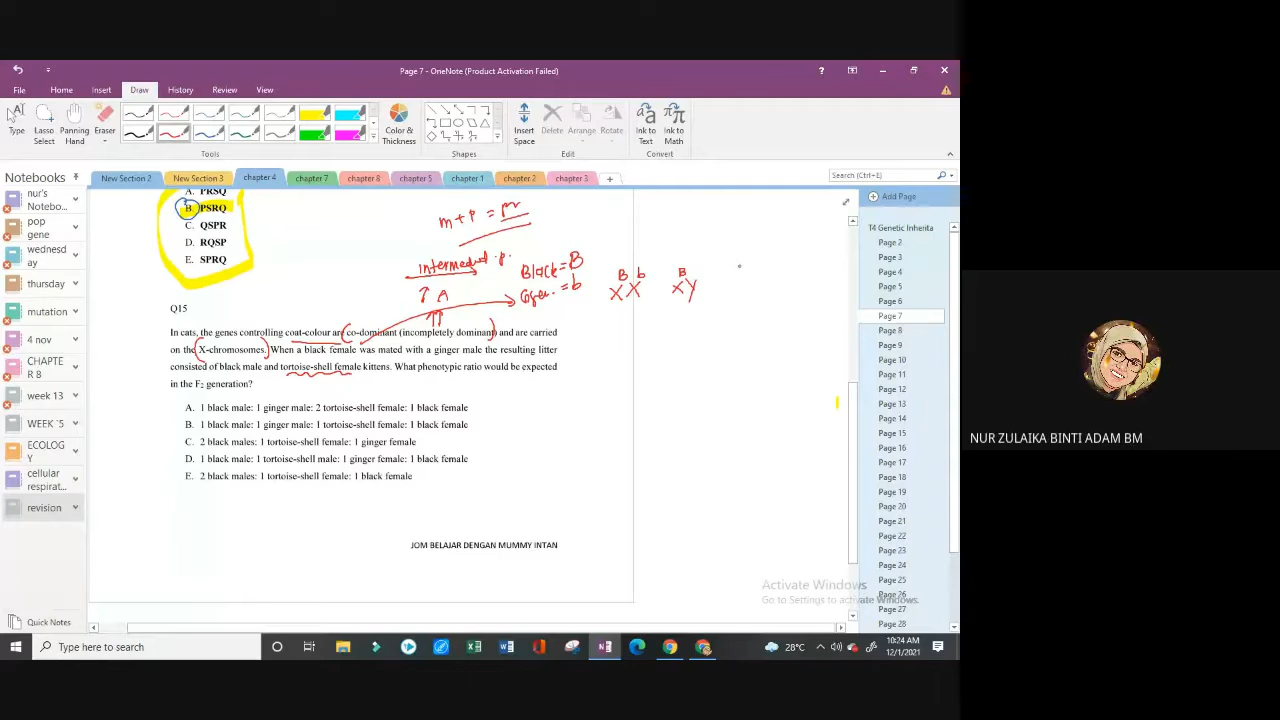 Page 7 - OneNote (Product Activation Failed)
?
File Home Insert Draw History Review View
Type
Lasso Select
Panning Hand
Eraser
Color & Thickness
Insert Space
Delete
Arrange
Rotate
Ink to Text
Ink to Math
Tools
Shapes
Edit
Convert
Notebooks
New Section 2 New Section 3 chapter 4 chapter 7 chapter 8 chapter 5 chapter 1 chapter 2 chapter 3 +
Search (Ctrl+E)
nur's Notebo...
pop gene
wednesday
thursday
mutation
4 nov
CHAPTER B
week 13
WEEK `5
ECOLOGY
cellular respirat...
revision
Quick Notes
A. PRSQ
B. PSRQ
C. QSPR
D. RQSP
E. SPRQ
Black = B
= b
B b
X X
B
X Y
A
Q15
In cats, the genes controlling coat-colour are co-dominant (incompletely dominant) and are carried
on the X-chromosomes. When a black female was mated with a ginger male the resulting litter
consisted of black male and tortoise-shell female kittens. What phenotypic ratio would be expected
in the F2 generation?
A. 1 black male: 1 ginger male: 2 tortoise-shell female: 1 black female
B. 1 black male: 1 ginger male: 1 tortoise-shell female: 1 black female
C. 2 black males: 1 tortoise-shell female: 1 ginger female
D. 1 black male: 1 tortoise-shell male: 1 ginger female: 1 black female
E. 2 black males: 1 tortoise-shell female: 1 black female
JOM BELAJAR DENGAN MUMMY INTAN
Add Page
T4 Genetic Inherita
Page 2
Page 3
Page 4
Page 5
Page 6
Page 7
Page 8
Page 9
Page 10
Page 11
Page 12
Page 13
Page 14
Page 15
Page 16
Page 17
Page 18
Page 19
Page 20
Page 21
Page 22
Page 23
Page 24
Page 25
Page 26
Page 27
Page 28
Activate Windows
Go to Settings to activate Windows.
Type here to search
28°C
10:24 AM
12/1/2021
NUR ZULAIKA BINTI ADAM BM